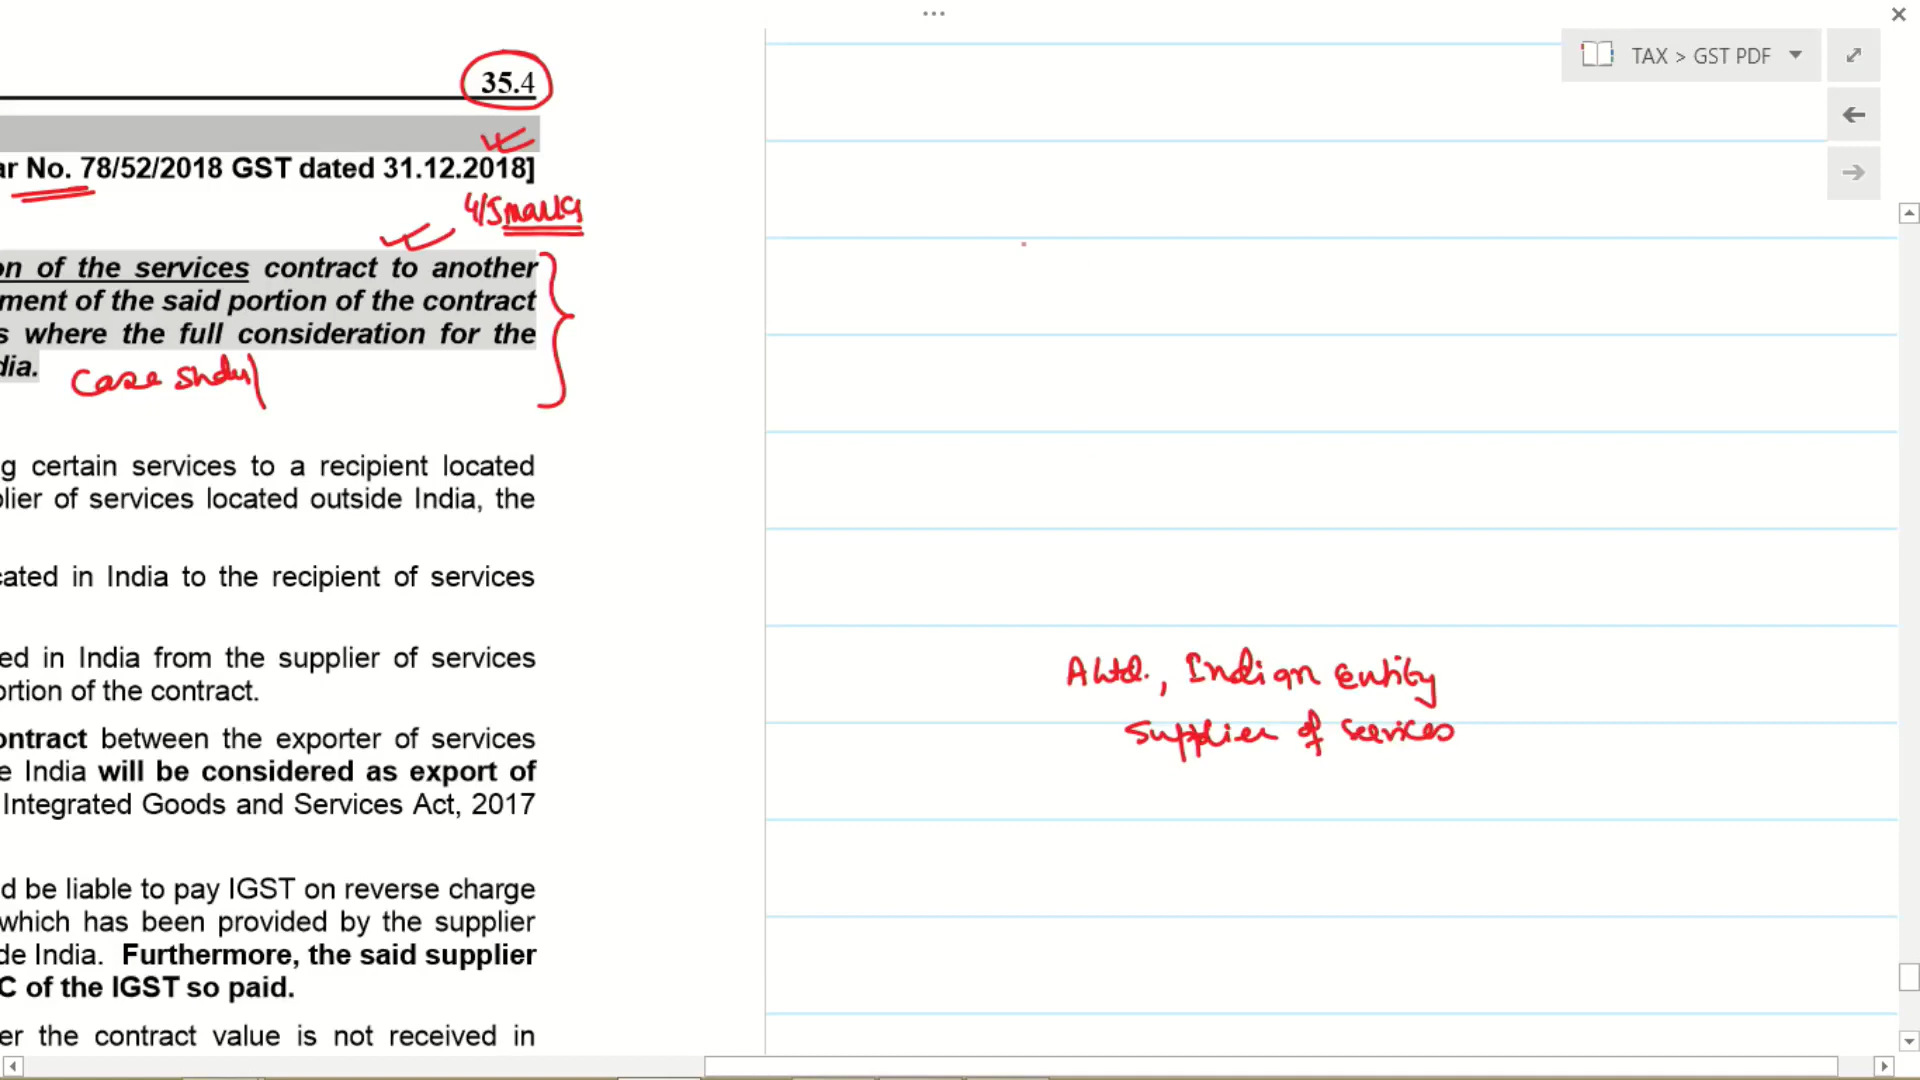 35.4
TAX > GST PDF
ar No. 78/52/2018 GST dated 31.12.2018]
4/5 marks
on of the services contract to another
ment of the said portion of the contract
s where the full consideration for the
dia.
Case study
g certain services to a recipient located
plier of services located outside India, the
cated in India to the recipient of services
ed in India from the supplier of services
ortion of the contract.
ontract between the exporter of services
e India will be considered as export of
Integrated Goods and Services Act, 2017
d be liable to pay IGST on reverse charge
which has been provided by the supplier
de India. Furthermore, the said supplier
C of the IGST so paid.
er the contract value is not received in
A Ltd., Indian entity
Supplier of Services